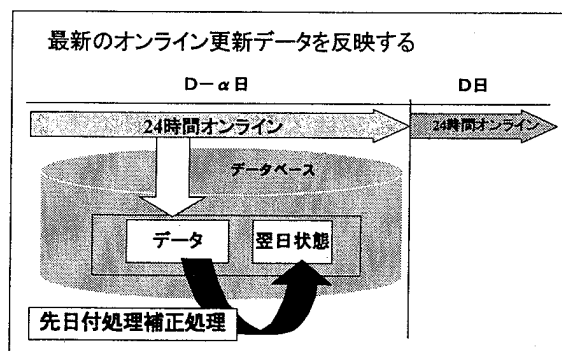 最新のオンライン更新データを反映する
D－α日
D日
24時間オンライン
24時間オンライン
データベース
データ
翌日状態
先日付処理補正処理